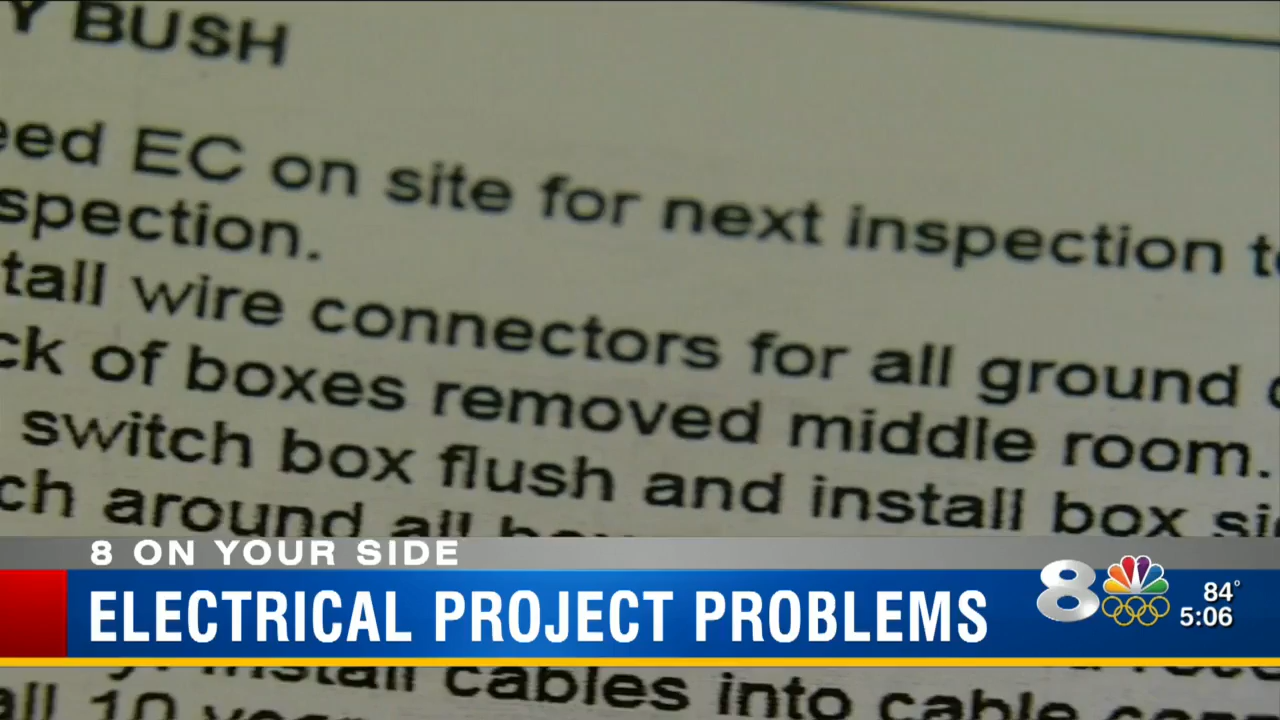 Y BUSH
eed EC on site for next inspection t
spection.
tall wire connectors for all ground
ck of boxes removed middle room.
switch box flush and install box si
ch around all
8 ON YOUR SIDE
ELECTRICAL PROJECT PROBLEMS
8
84°
5:06
install cables into cable
all 10